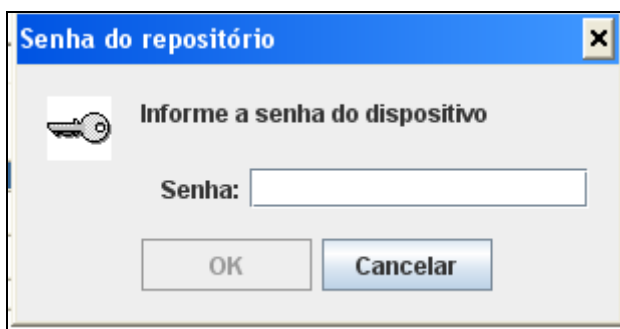 Senha do repositório
Informe a senha do dispositivo
Senha:
OK Cancelar